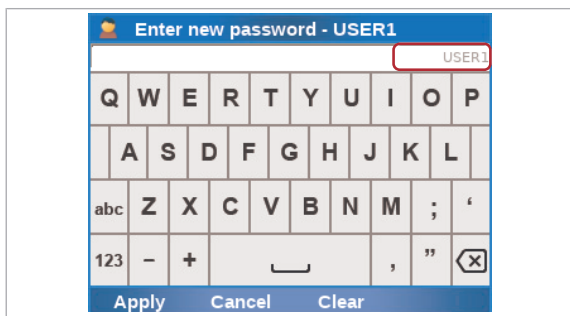 Enter new password - USER1
USER1
Q W E R T Y U I O P
A S D F G H J K L
abc Z X C V B N M ; ‘
123 - + , ”
Apply Cancel Clear